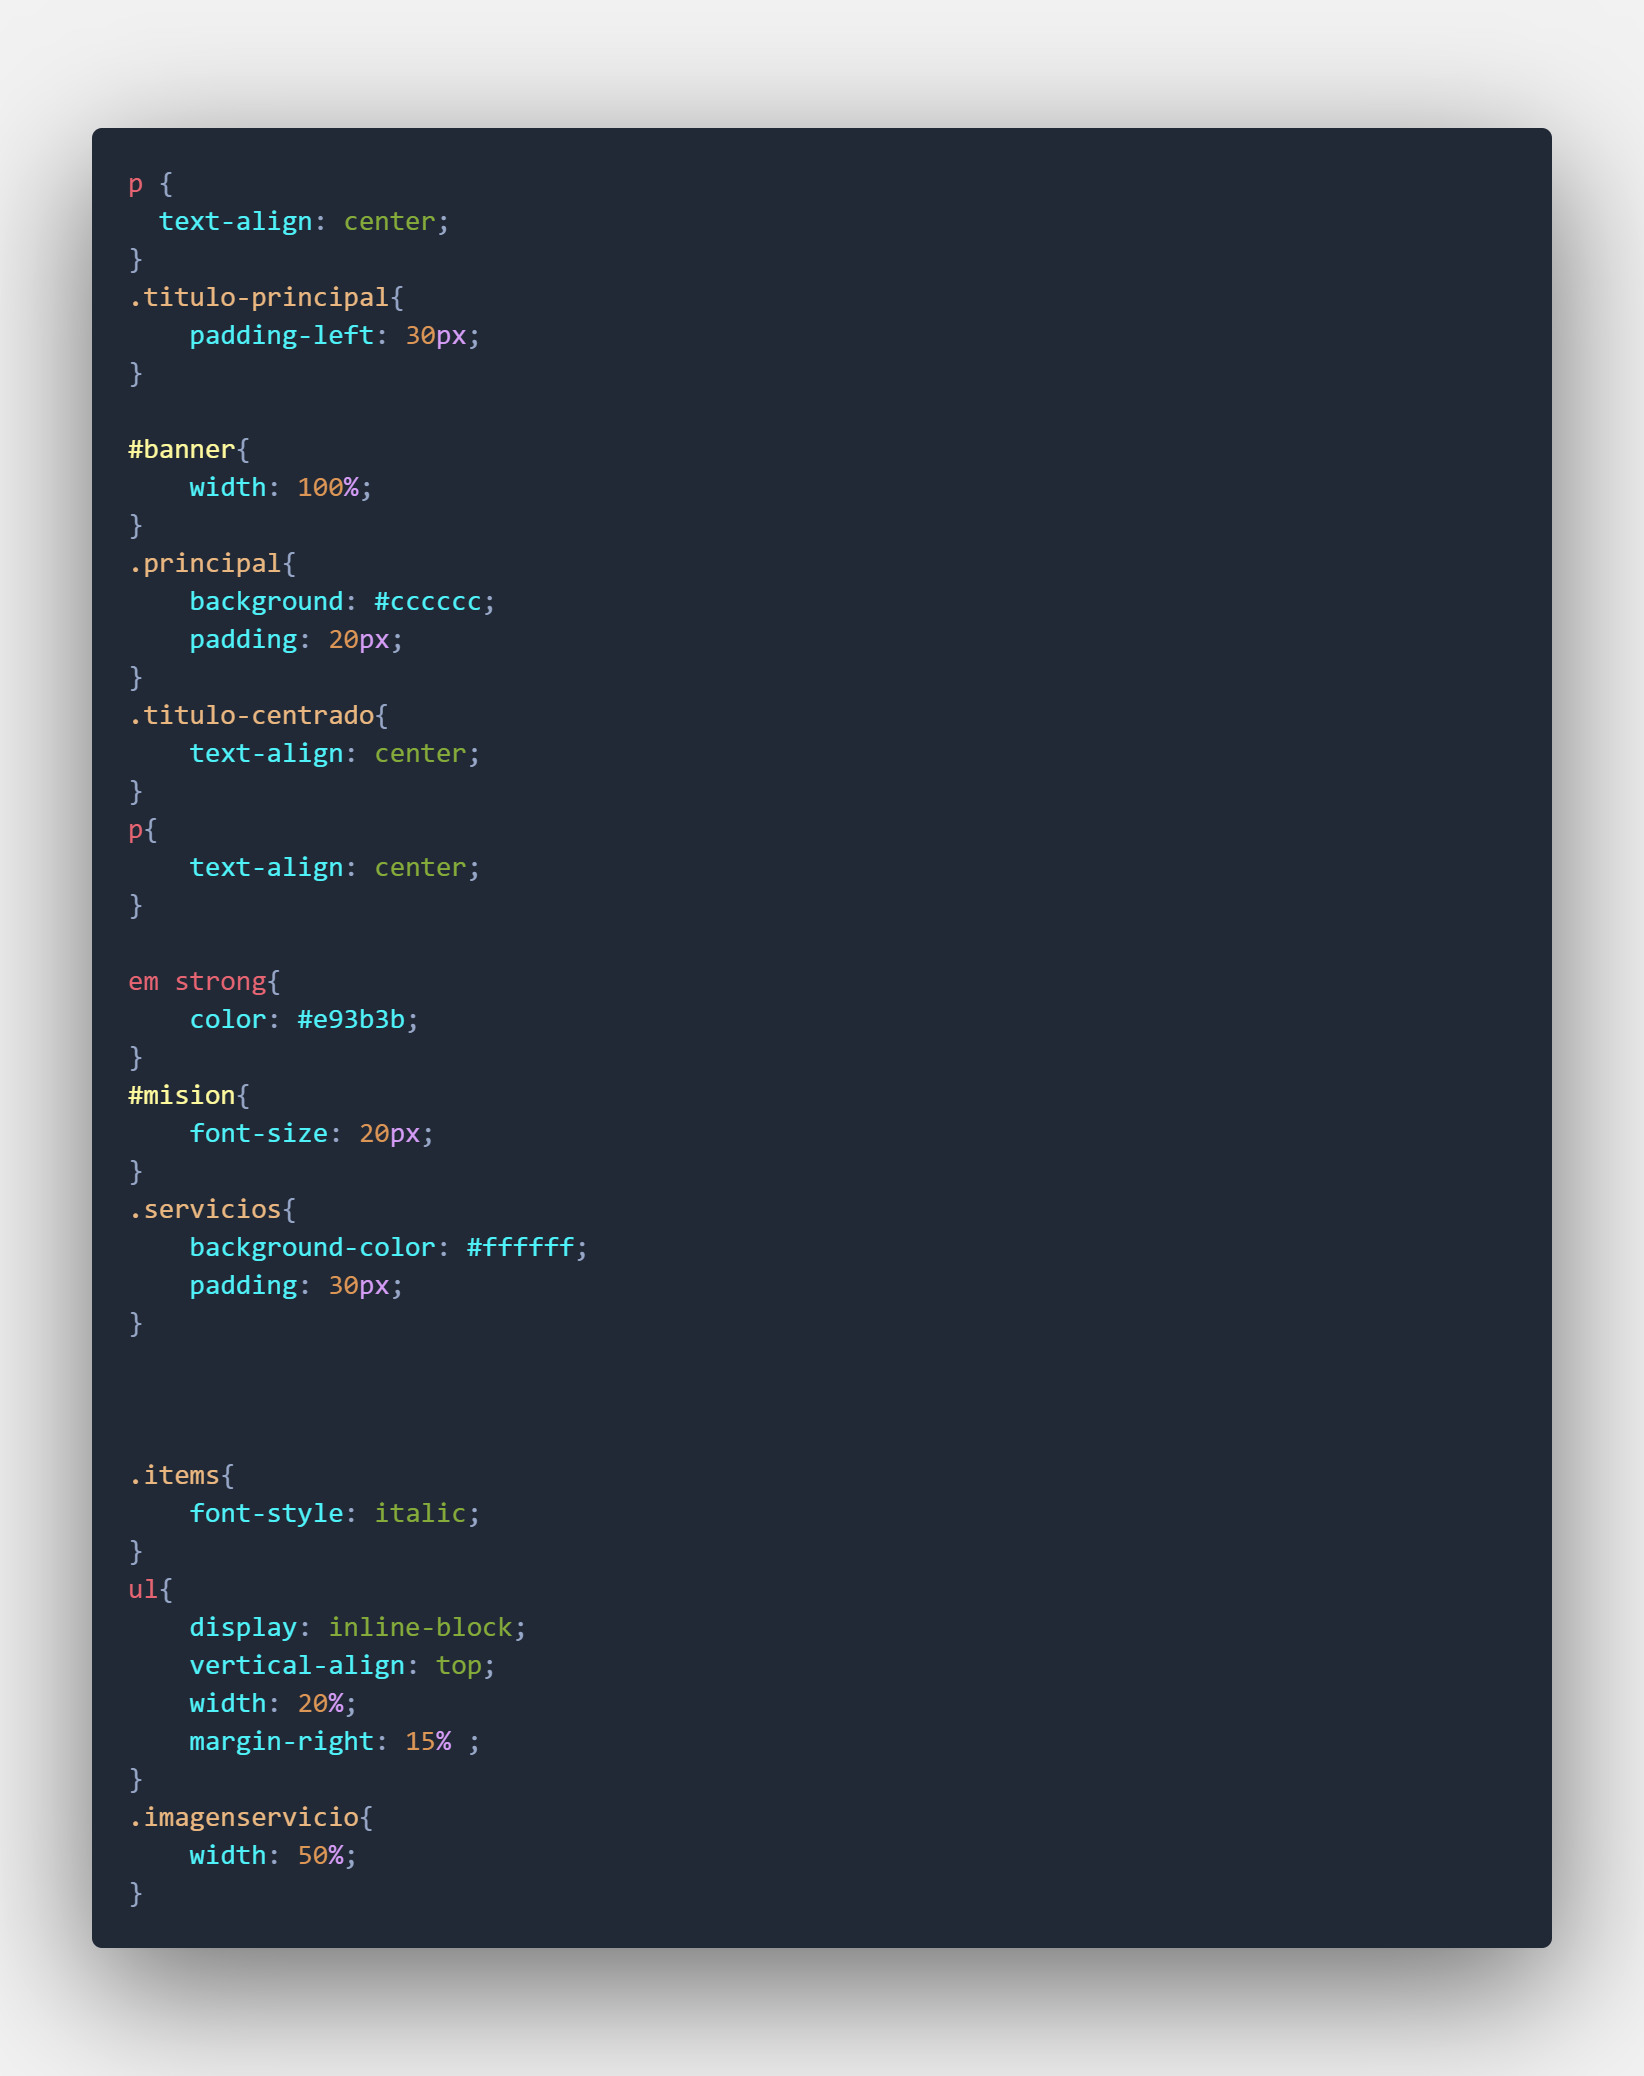 p {
  text-align: center;
}
.titulo-principal{
    padding-left: 30px;
}

#banner{
    width: 100%;
}
.principal{
    background: #cccccc;
    padding: 20px;
}
.titulo-centrado{
    text-align: center;
}
p{
    text-align: center;
}

em strong{
    color: #e93b3b;
}
#mision{
    font-size: 20px;
}
.servicios{
    background-color: #ffffff;
    padding: 30px;
}



.items{
    font-style: italic;
}
ul{
    display: inline-block;
    vertical-align: top;
    width: 20%;
    margin-right: 15% ;
}
.imagenservicio{
    width: 50%;
}